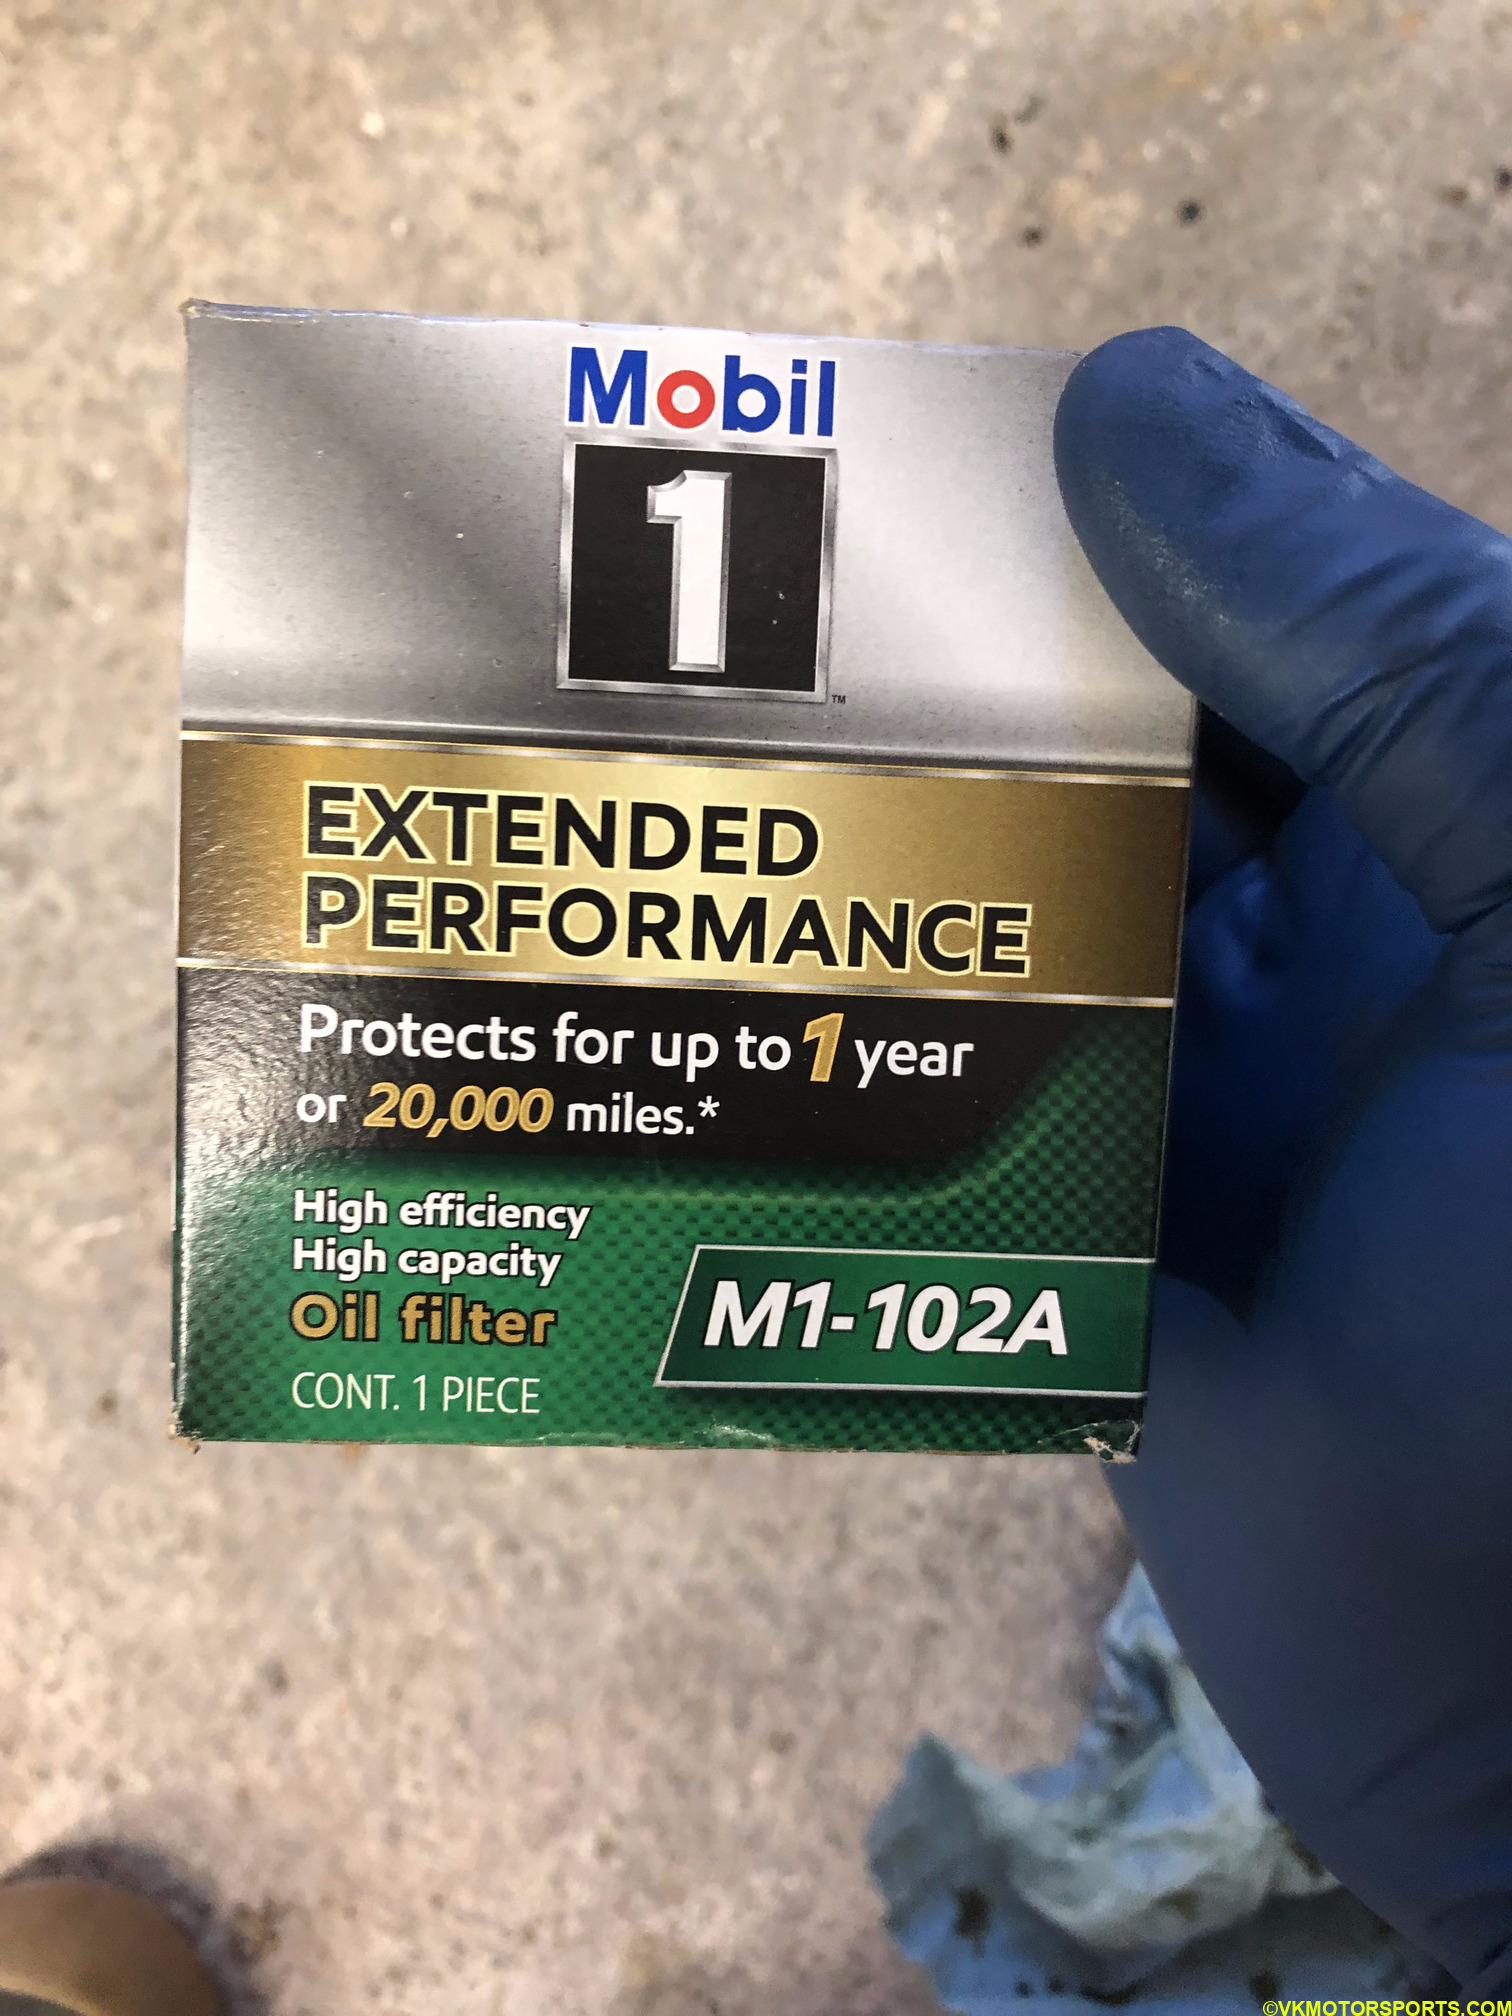 Mobil
1
TM
EXTENDED
PERFORMANCE
Protects for up to 1 year
or 20,000 miles.*
High efficiency
High capacity
Oil filter
CONT. 1 PIECE
M1-102A
©VKMOTORSPORTS.COM